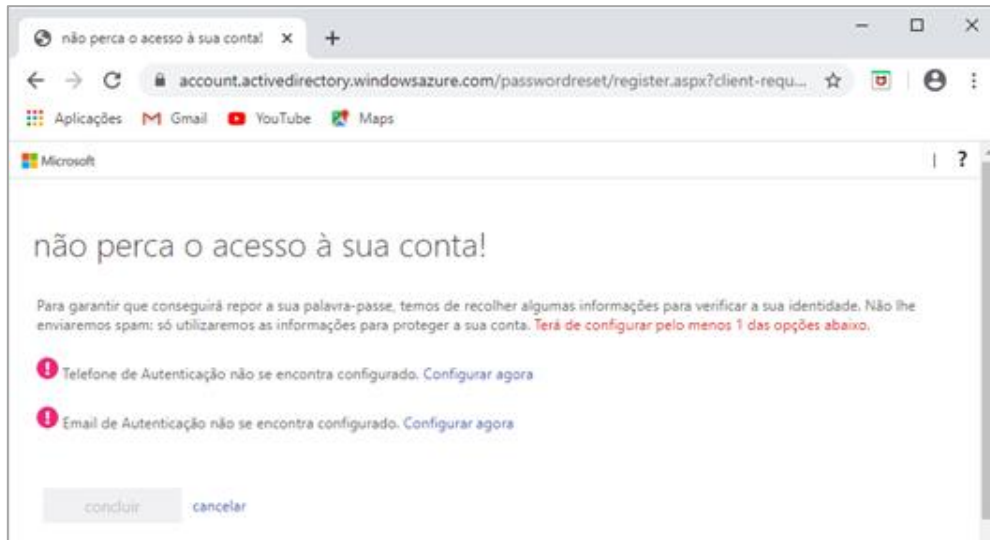 não perca o acesso à sua conta!
account.activedirectory.windowsazure.com/passwordreset/register.aspx?client-requ...
Aplicações Gmail YouTube Maps
Microsoft | ?
não perca o acesso à sua conta!
Para garantir que conseguirá repor a sua palavra-passe, temos de recolher algumas informações para verificar a sua identidade. Não lhe
enviaremos spam: só utilizaremos as informações para proteger a sua conta. Terá de configurar pelo menos 1 das opções abaixo.
! Telefone de Autenticação não se encontra configurado. Configurar agora
! Email de Autenticação não se encontra configurado. Configurar agora
concluir cancelar